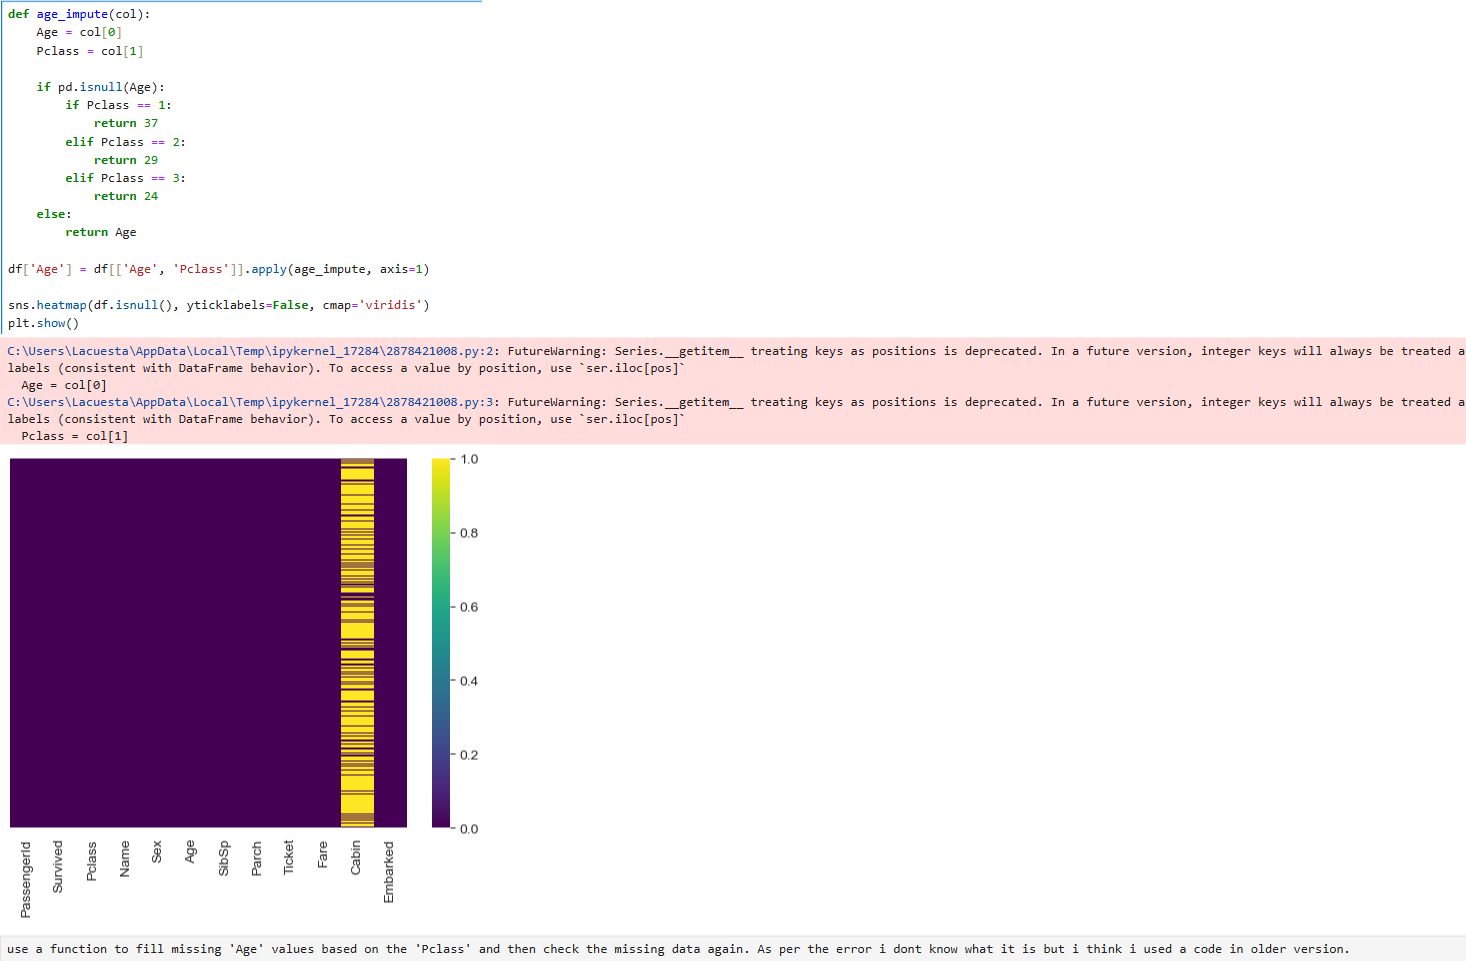 def age_impute(col):
    Age = col[0]
    Pclass = col[1]

    if pd.isnull(Age):
        if Pclass == 1:
            return 37
        elif Pclass == 2:
            return 29
        elif Pclass == 3:
            return 24
    else:
        return Age

df['Age'] = df[['Age', 'Pclass']].apply(age_impute, axis=1)

sns.heatmap(df.isnull(), yticklabels=False, cmap='viridis')
plt.show()
C:\Users\Lacuesta\AppData\Local\Temp\ipykernel_17284\2878421008.py:2: FutureWarning: Series.__getitem__ treating keys as positions is deprecated. In a future version, integer keys will always be treated a
labels (consistent with DataFrame behavior). To access a value by position, use `ser.iloc[pos]`
  Age = col[0]
C:\Users\Lacuesta\AppData\Local\Temp\ipykernel_17284\2878421008.py:3: FutureWarning: Series.__getitem__ treating keys as positions is deprecated. In a future version, integer keys will always be treated a
labels (consistent with DataFrame behavior). To access a value by position, use `ser.iloc[pos]`
  Pclass = col[1]
1.0
0.8
0.6
0.4
0.2
0.0
PassengerId
Survived
Pclass
Name
Sex
Age
SibSp
Parch
Ticket
Fare
Cabin
Embarked
use a function to fill missing 'Age' values based on the 'Pclass' and then check the missing data again. As per the error i dont know what it is but i think i used a code in older version.